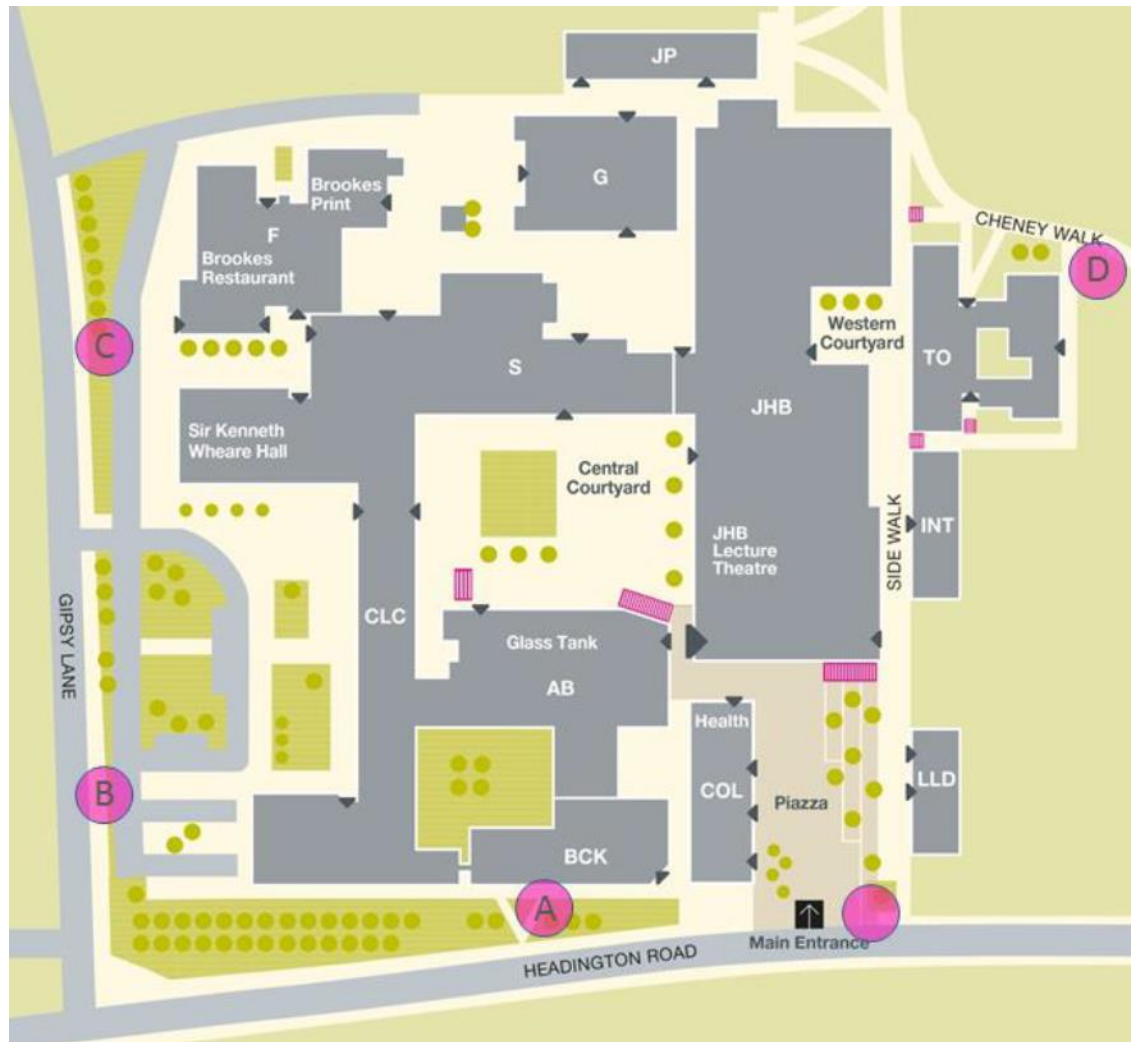 JP
G
Brookes
Print
F
Brookes
Restaurant
CHENEY WALK
D
Western
Courtyard
TO
C
S
JHB
Sir Kenneth
Wheare Hall
Central
Courtyard
SIDE WALK
INT
JHB
Lecture
Theatre
GIPSY LANE
CLC
Glass Tank
AB
Health
COL
Piazza
LLD
B
BCK
A
Main Entrance
HEADINGTON ROAD